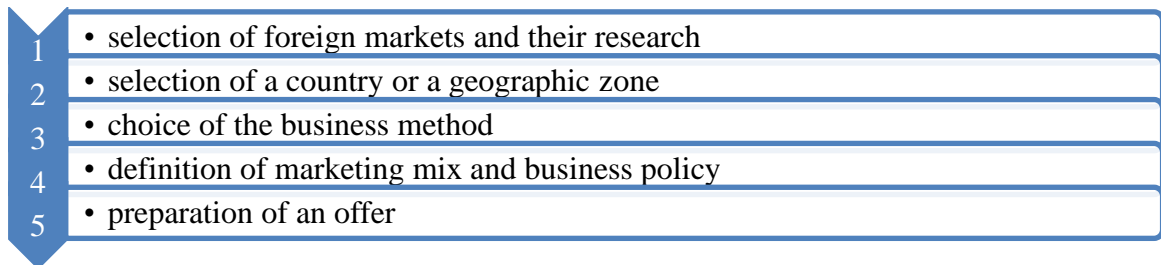 1 • selection of foreign markets and their research
2 • selection of a country or a geographic zone
3 • choice of the business method
4 • definition of marketing mix and business policy
5 • preparation of an offer